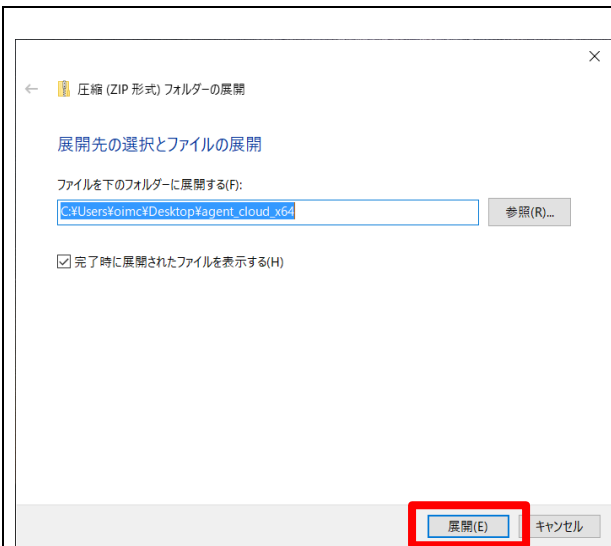 圧縮 (ZIP 形式) フォルダーの展開
展開先の選択とファイルの展開
ファイルを下のフォルダーに展開する(F):
C:¥Users¥oimc¥Desktop¥agent_cloud_x64
参照(R)...
完了時に展開されたファイルを表示する(H)
展開(E) キャンセル